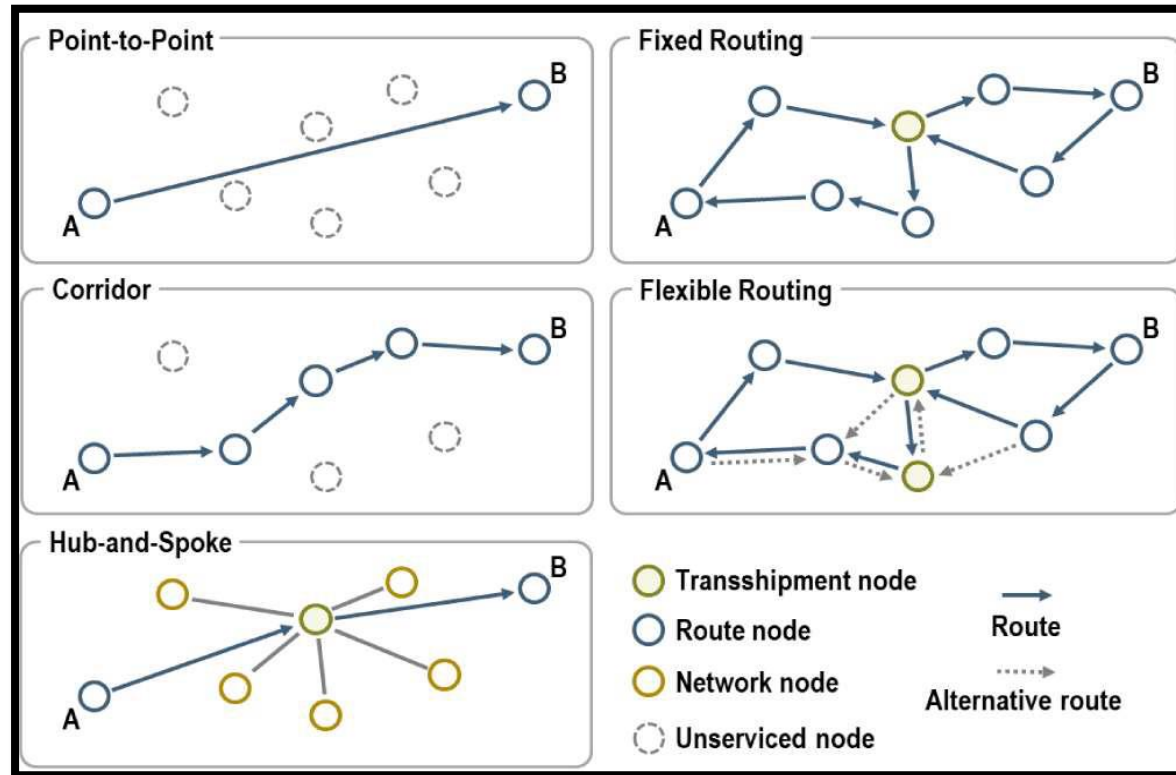 Point-to-Point
B
A
Fixed Routing
B
A
Corridor
B
A
Flexible Routing
B
A
Hub-and-Spoke
B
A
Transshipment node
Route node
Network node
Unserviced node
Route
Alternative route